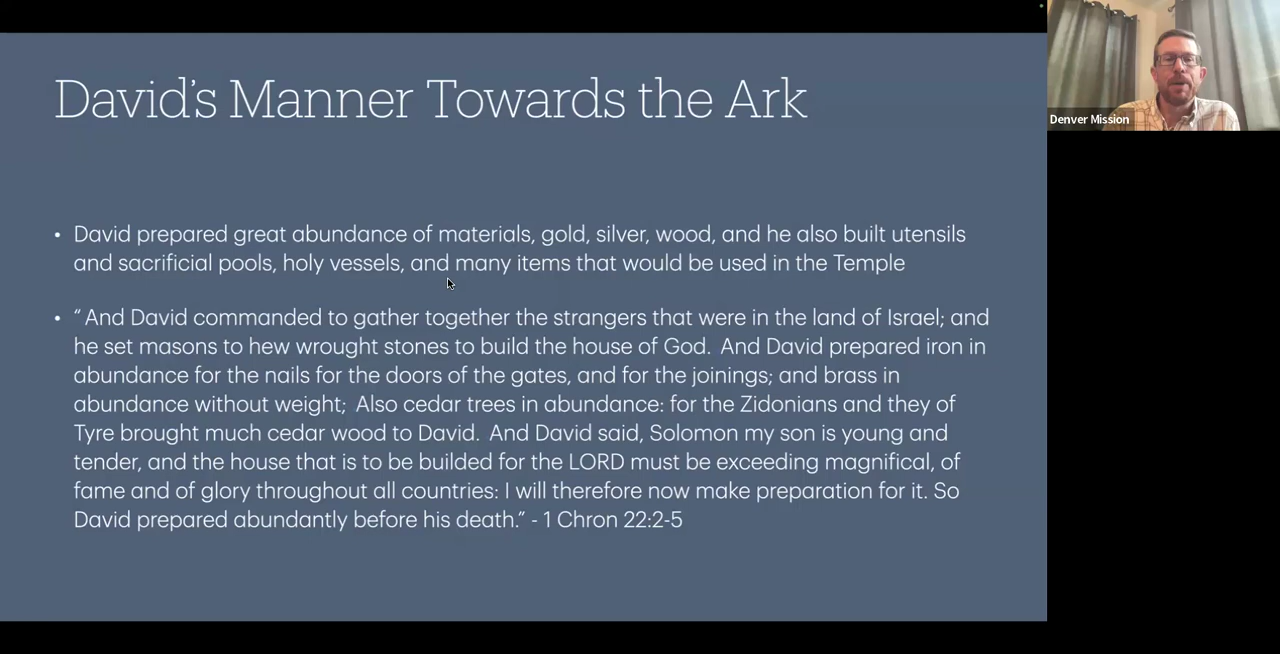 David's Manner Towards the Ark
• David prepared great abundance of materials, gold, silver, wood, and he also built utensils
and sacrificial pools, holy vessels, and many items that would be used in the Temple
• “ And David commanded to gather together the strangers that were in the land of Israel; and
he set masons to hew wrought stones to build the house of God.  And David prepared iron in
abundance for the nails for the doors of the gates, and for the joinings; and brass in
abundance without weight;  Also cedar trees in abundance: for the Zidonians and they of
Tyre brought much cedar wood to David.  And David said, Solomon my son is young and
tender, and the house that is to be builded for the LORD must be exceeding magnifical, of
fame and of glory throughout all countries: I will therefore now make preparation for it. So
David prepared abundantly before his death.” - 1 Chron 22:2-5
Denver Mission